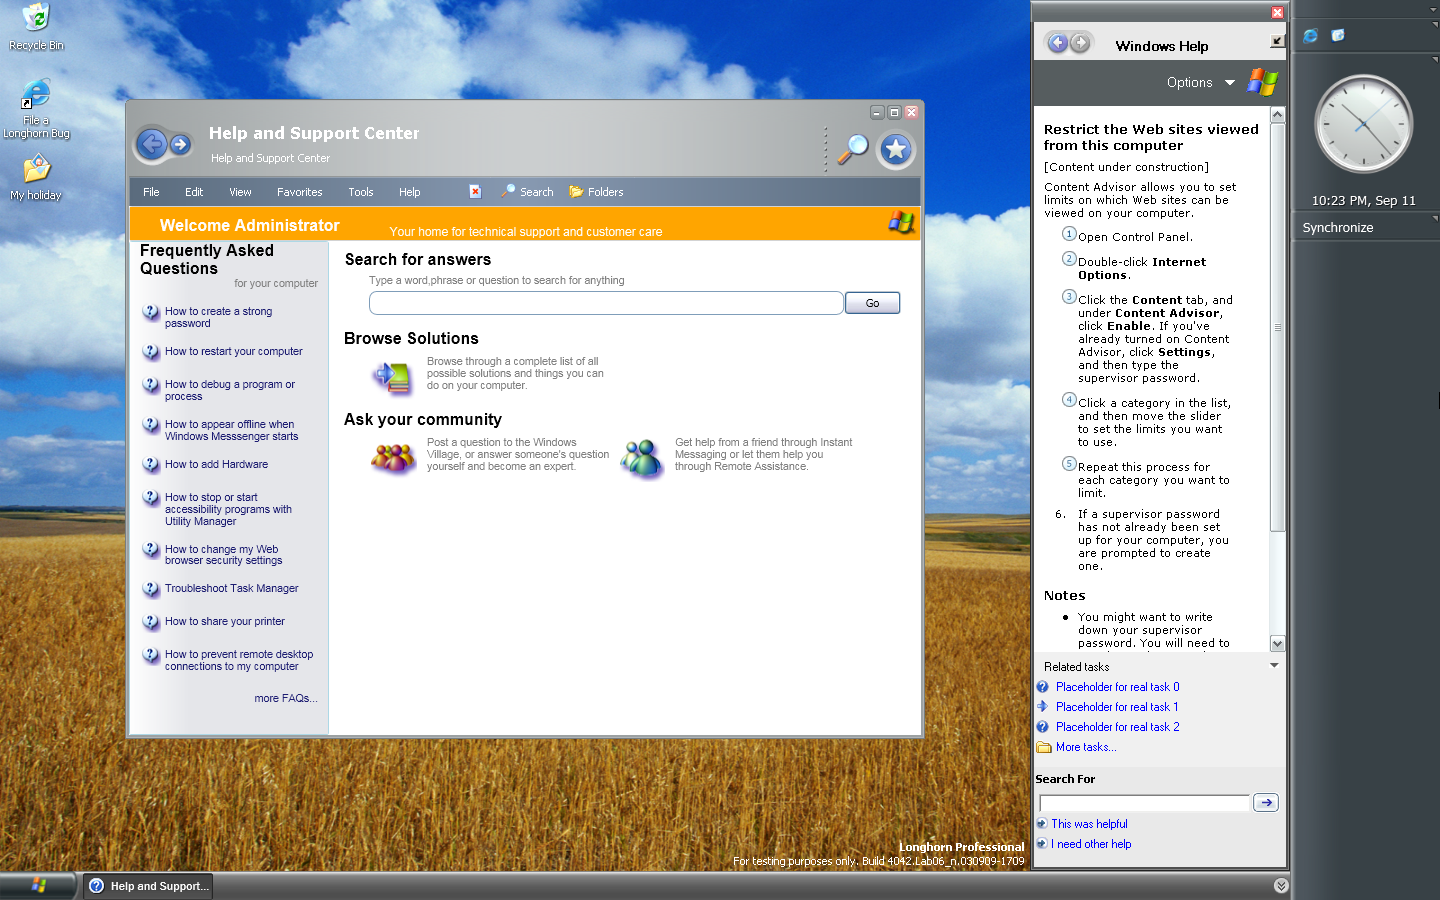 Recycle Bin
File a
Longhorn Bug
My holiday
Help and Support Center
Help and Support Center
File Edit View Favorites Tools Help Search Folders
Welcome Administrator
Your home for technical support and customer care
Frequently Asked
Questions
for your computer
How to create a strong
password
How to restart your computer
How to debug a program or
process
How to appear offline when
Windows Messsenger starts
How to add Hardware
How to stop or start
accessibility programs with
Utility Manager
How to change my Web
browser security settings
Troubleshoot Task Manager
How to share your printer
How to prevent remote desktop
connections to my computer
more FAQs...
Search for answers
Type a word,phrase or question to search for anything
Go
Browse Solutions
Browse through a complete list of all
possible solutions and things you can
do on your computer.
Ask your community
Post a question to the Windows
Village, or answer someone's question
yourself and become an expert.
Get help from a friend through Instant
Messaging or let them help you
through Remote Assistance.
Windows Help
Options
Restrict the Web sites viewed
from this computer
[Content under construction]
Content Advisor allows you to set
limits on which Web sites can be
viewed on your computer.
1 Open Control Panel.
2 Double-click Internet
Options.
3 Click the Content tab, and
under Content Advisor,
click Enable. If you've
already turned on Content
Advisor, click Settings,
and then type the
supervisor password.
4 Click a category in the list,
and then move the slider
to set the limits you want
to use.
5 Repeat this process for
each category you want to
limit.
6. If a supervisor password
has not already been set
up for your computer, you
are prompted to create
one.
Notes
• You might want to write
down your supervisor
password. You will need to
Related tasks
Placeholder for real task 0
Placeholder for real task 1
Placeholder for real task 2
More tasks...
Search For
This was helpful
I need other help
10:23 PM, Sep 11
Synchronize
Longhorn Professional
For testing purposes only. Build 4042.Lab06_n.030909-1709
Help and Support...